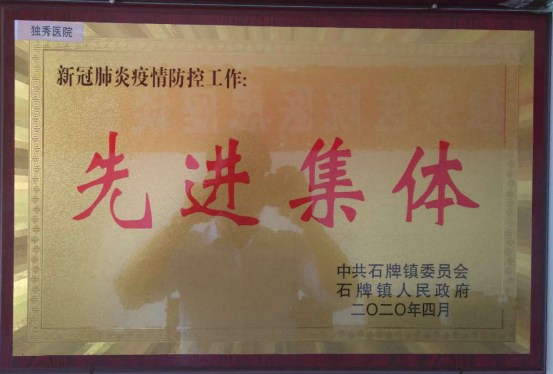 独秀医院
新冠肺炎疫情防控工作:
先进集体
中共石牌镇委员会
石牌镇人民政府
二〇二〇年四月